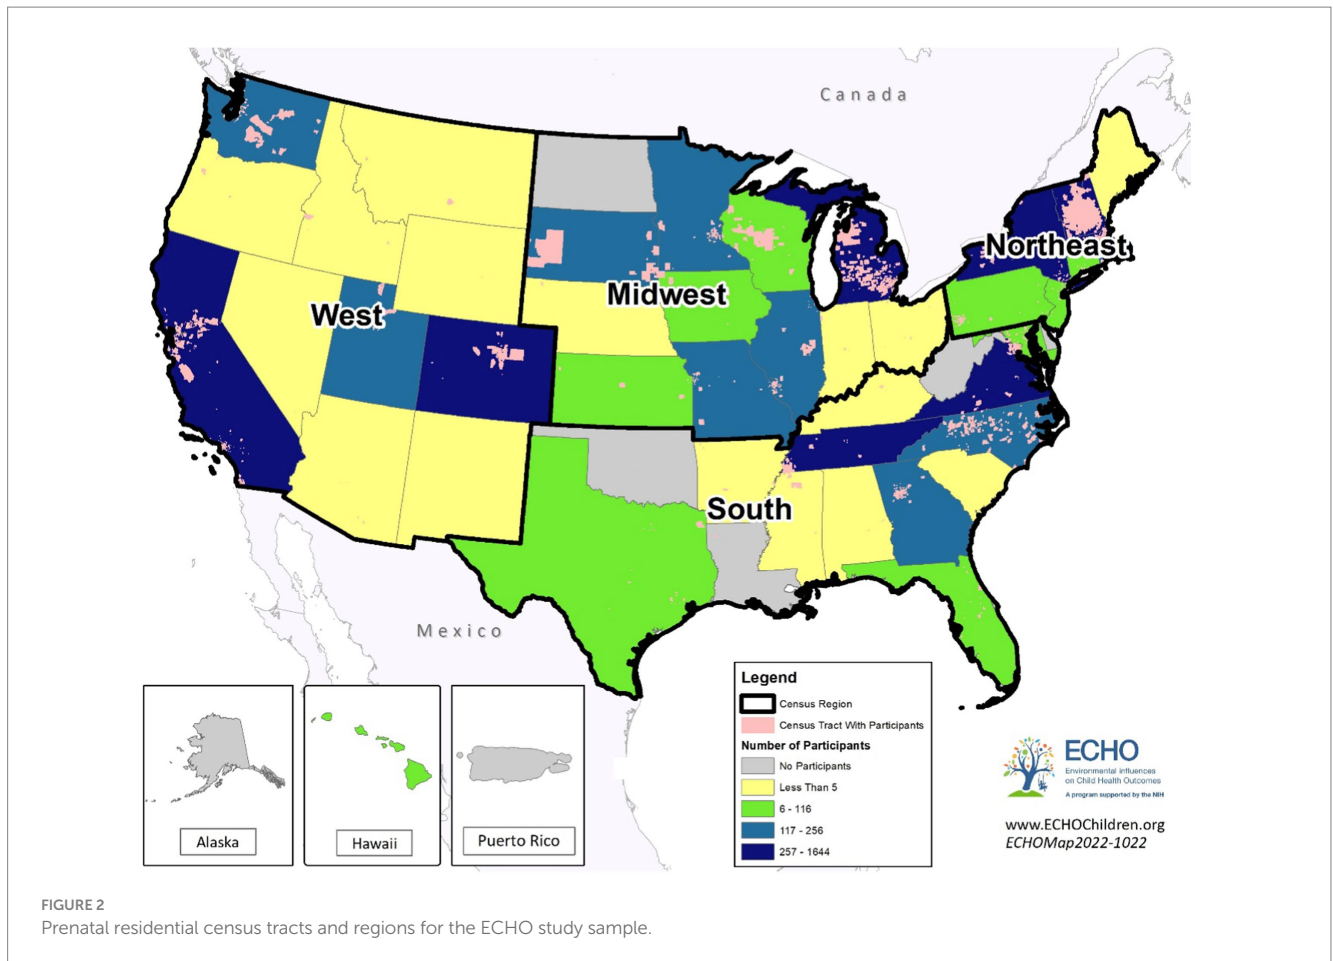 Canada
Northeast
West
Midwest
South
Mexico
Alaska
Hawaii
Puerto Rico
Legend
Census Region
Census Tract With Participants
Number of Participants
No Participants
Less Than 5
6 - 116
117 - 256
257 - 1644
ECHO
Environmental influences
on Child Health Outcomes
A program supported by the NIH
www.ECHOChildren.org
ECHOMap2022-1022
FIGURE 2
Prenatal residential census tracts and regions for the ECHO study sample.